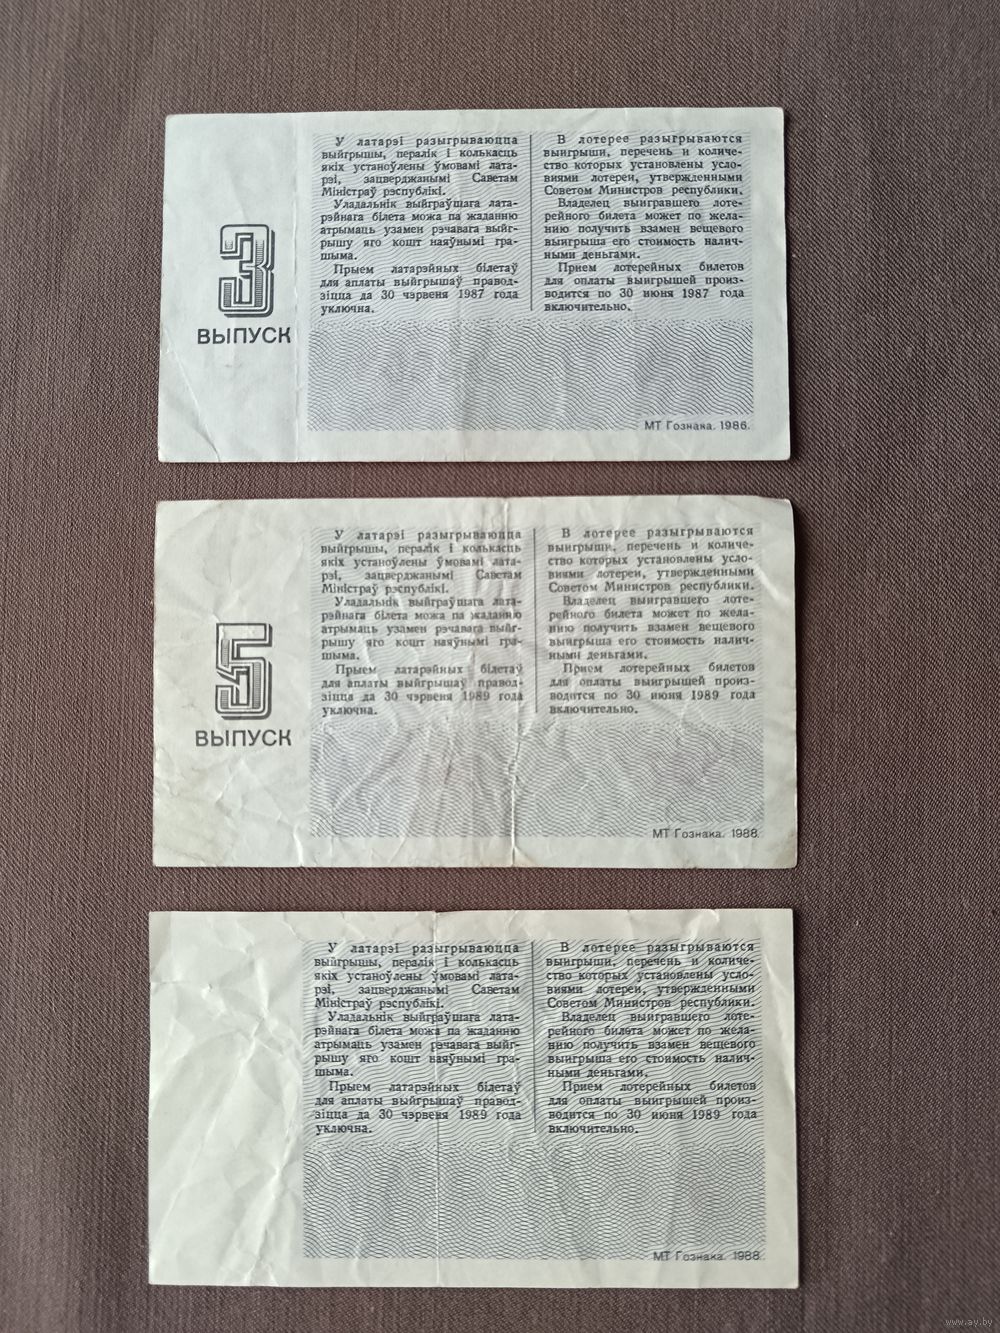 3
ВЫПУСК
У латарэі разыгрываюцца
выйгрышы, пералік і колькасць
якіх устаноўлены ўмовамі лата-
рэі, зацверджанымі Саветам
Міністраў рэспублікі.
Уладальнік выйграўшага лата-
рэйнага білета можа па жаданню
атрымаць узамен рэчавага выйг-
рышу яго кошт наяўнымі гра-
шыма.
Прыем латарэйных білетаў
для аплаты выйгрышаў правод-
зіцца да 30 чэрвеня 1987 года
уключна.
В лотерее разыгрываются
выигрыши, перечень и количе-
ство которых установлены усло-
виями лотереи, утвержденными
Советом Министров республики.
Владелец выигравшего лоте-
рейного билета может по жела-
нию получить взамен вещевого
выигрыша его стоимость налич-
ными деньгами.
Прием лотерейных билетов
для оплаты выигрышей произ-
водится по 30 июня 1987 года
включительно.
МТ Гознака. 1986.
5
ВЫПУСК
У латарэі разыгрываюцца
выйгрышы, пералік і колькасць
якіх устаноўлены ўмовамі лата-
рэі, зацверджанымі Саветам
Міністраў рэспублікі.
Уладальнік выйграўшага лата-
рэйнага білета можа па жаданню
атрымаць узамен рэчавага выйг-
рышу яго кошт наяўнымі гра-
шыма.
Прыем латарэйных білетаў
для аплаты выйгрышаў правод-
зіцца да 30 чэрвеня 1989 года
уключна.
В лотерее разыгрываются
выигрыши, перечень и количе-
ство которых установлены усло-
виями лотереи, утвержденными
Советом Министров республики.
Владелец выигравшего лоте-
рейного билета может по жела-
нию получить взамен вещевого
выигрыша его стоимость налич-
ными деньгами.
Прием лотерейных билетов
для оплаты выигрышей произ-
водится по 30 июня 1989 года
включительно.
МТ Гознака. 1988.
У латарэі разыгрываюцца
выйгрышы, пералік і колькасць
якіх устаноўлены ўмовамі лата-
рэі, зацверджанымі Саветам
Міністраў рэспублікі.
Уладальнік выйграўшага лата-
рэйнага білета можа па жаданню
атрымаць узамен рэчавага выйг-
рышу яго кошт наяўнымі гра-
шыма.
Прыем латарэйных білетаў
для аплаты выйгрышаў правод-
зіцца да 30 чэрвеня 1989 года
уключна.
В лотерее разыгрываются
выигрыши, перечень и количе-
ство которых установлены усло-
виями лотереи, утвержденными
Советом Министров республики.
Владелец выигравшего лоте-
рейного билета может по жела-
нию получить взамен вещевого
выигрыша его стоимость налич-
ными деньгами.
Прием лотерейных билетов
для оплаты выигрышей произ-
водится по 30 июня 1989 года
включительно.
МТ Гознака. 1988.
www.ay.by